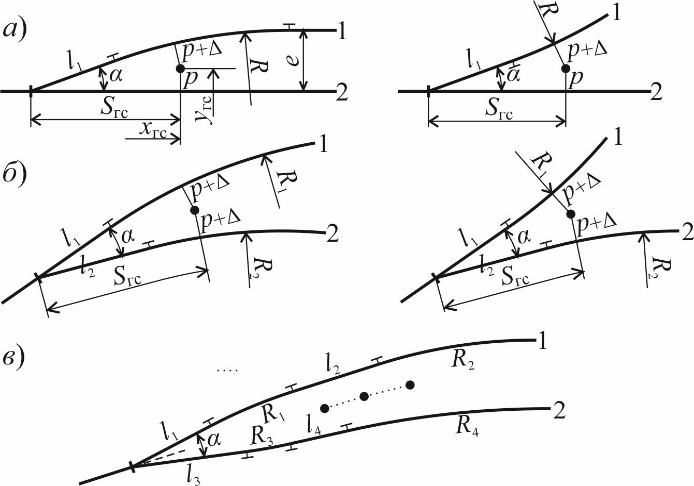 а)
1
l₁
α
p+Δ
p
R
e
2
Sгс
yгс
xгс
R
1
l₁
p+Δ
α
p
2
Sгс
б)
1
p+Δ
R₁
l₁
α
p+Δ
2
l₂
R₂
Sгс
1
R₁
p+Δ
l₁
α
p+Δ
2
l₂
R₂
Sгс
в)
....
1
l₂
R₂
l₁
R₁
α
R₃
l₄
R₄
2
l₃